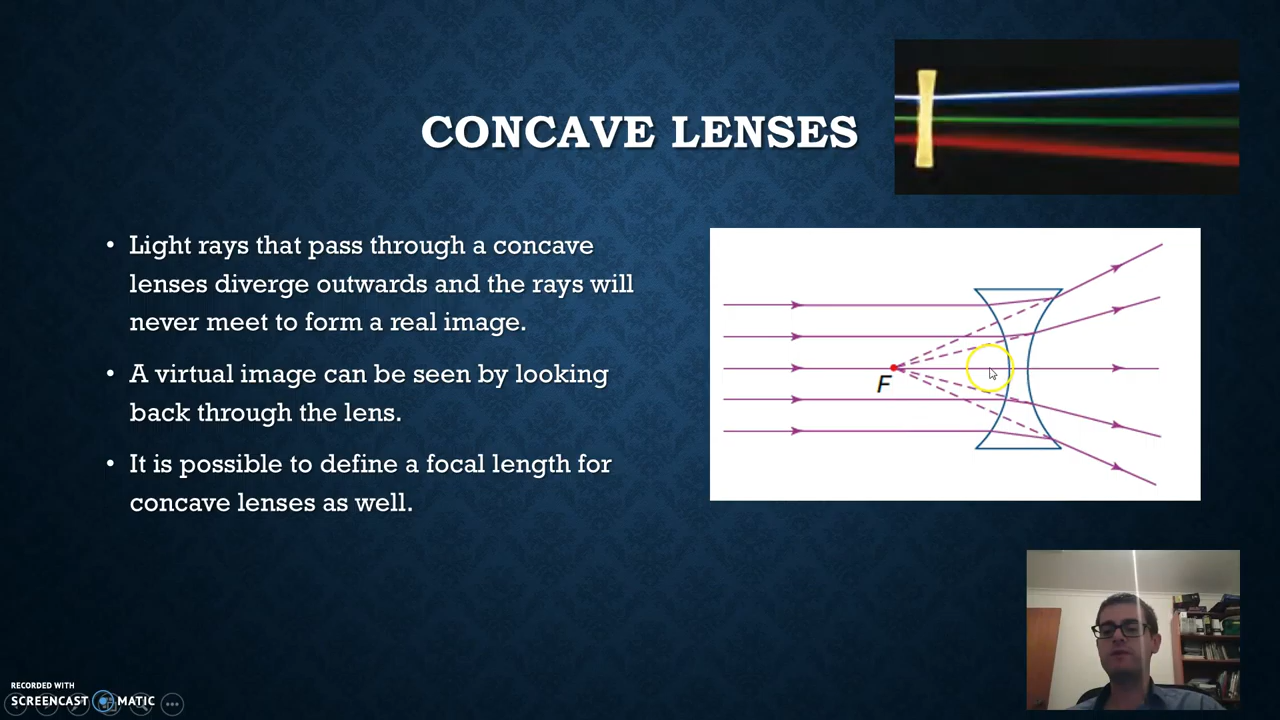 CONCAVE LENSES
• Light rays that pass through a concave
lenses diverge outwards and the rays will
never meet to form a real image.
• A virtual image can be seen by looking
back through the lens.
• It is possible to define a focal length for
concave lenses as well.
F
RECORDED WITH
SCREENCAST MATIC